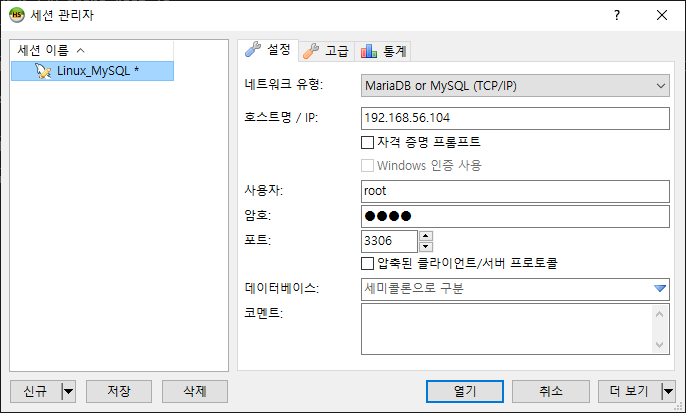 세션 관리자
세션 이름
Linux_MySQL *
설정 고급 통계
네트워크 유형: MariaDB or MySQL (TCP/IP)
호스트명 / IP: 192.168.56.104
자격 증명 프롬프트
Windows 인증 사용
사용자: root
암호: ●●●●
포트: 3306
압축된 클라이언트/서버 프로토콜
데이터베이스: 세미콜론으로 구분
코멘트:
신규 저장 삭제 열기 취소 더 보기